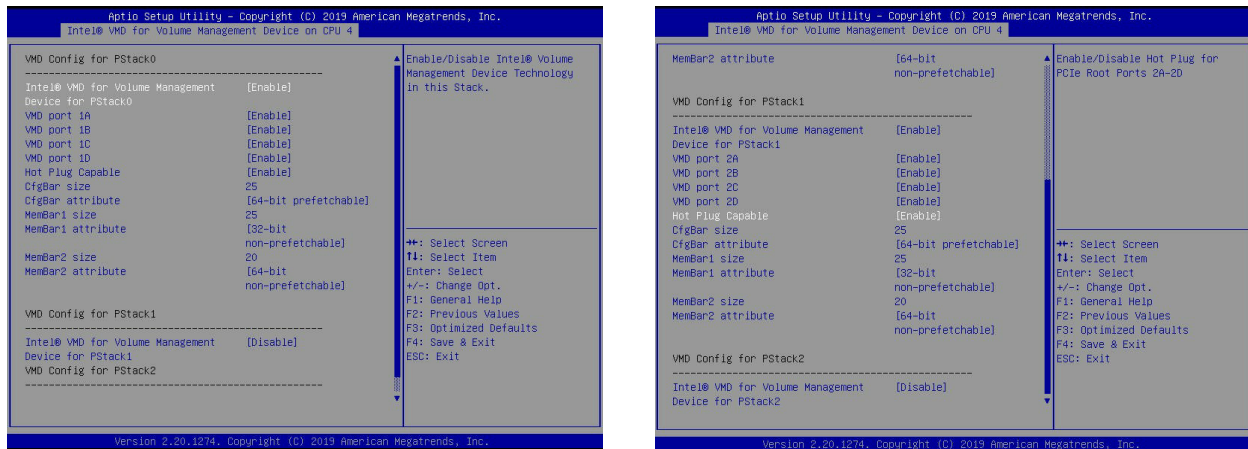 Aptio Setup Utility – Copyright (C) 2019 American Megatrends, Inc.
Intel® VMD for Volume Management Device on CPU 4
VMD Config for PStack0
------------------------------------------------
Intel® VMD for Volume Management [Enable]
Device for PStack0
VMD port 1A [Enable]
VMD port 1B [Enable]
VMD port 1C [Enable]
VMD port 1D [Enable]
Hot Plug Capable [Enable]
CfgBar size 25
CfgBar attribute [64-bit prefetchable]
MemBar1 size 25
MemBar1 attribute [32-bit
non-prefetchable]
MemBar2 size 20
MemBar2 attribute [64-bit
non-prefetchable]
VMD Config for PStack1
------------------------------------------------
Intel® VMD for Volume Management [Disable]
Device for PStack1
VMD Config for PStack2
------------------------------------------------
Enable/Disable Intel® Volume
Management Device Technology
in this Stack.
→←: Select Screen
↑↓: Select Item
Enter: Select
+/-: Change Opt.
F1: General Help
F2: Previous Values
F3: Optimized Defaults
F4: Save & Exit
ESC: Exit
Version 2.20.1274. Copyright (C) 2019 American Megatrends, Inc.
Aptio Setup Utility – Copyright (C) 2019 American Megatrends, Inc.
Intel® VMD for Volume Management Device on CPU 4
MemBar2 attribute [64-bit
non-prefetchable]
VMD Config for PStack1
------------------------------------------------
Intel® VMD for Volume Management [Enable]
Device for PStack1
VMD port 2A [Enable]
VMD port 2B [Enable]
VMD port 2C [Enable]
VMD port 2D [Enable]
Hot Plug Capable [Enable]
CfgBar size 25
CfgBar attribute [64-bit prefetchable]
MemBar1 size 25
MemBar1 attribute [32-bit
non-prefetchable]
MemBar2 size 20
MemBar2 attribute [64-bit
non-prefetchable]
VMD Config for PStack2
------------------------------------------------
Intel® VMD for Volume Management [Disable]
Device for PStack2
Enable/Disable Hot Plug for
PCIe Root Ports 2A-2D
→←: Select Screen
↑↓: Select Item
Enter: Select
+/-: Change Opt.
F1: General Help
F2: Previous Values
F3: Optimized Defaults
F4: Save & Exit
ESC: Exit
Version 2.20.1274. Copyright (C) 2019 American Megatrends, Inc.